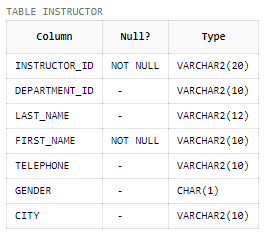 TABLE INSTRUCTOR
Column Null? Type
INSTRUCTOR_ID NOT NULL VARCHAR2(20)
DEPARTMENT_ID - VARCHAR2(10)
LAST_NAME - VARCHAR2(12)
FIRST_NAME NOT NULL VARCHAR2(10)
TELEPHONE - VARCHAR2(10)
GENDER - CHAR(1)
CITY - VARCHAR2(10)